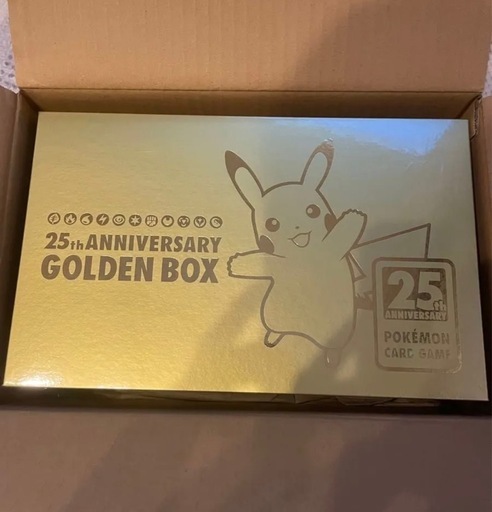 25th ANNIVERSARY
GOLDEN BOX
25th
ANNIVERSARY
POKÉMON
CARD GAME